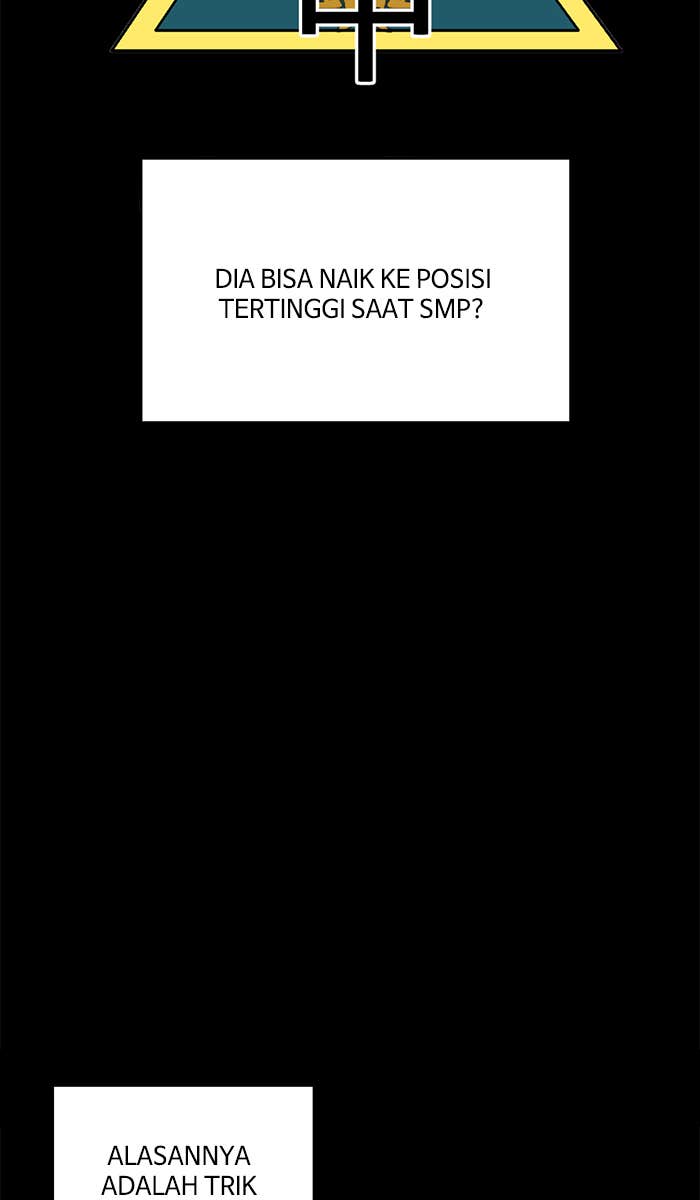 DIA BISA NAIK KE POSISI
TERTINGGI SAAT SMP?
ALASANNYA
ADALAH TRIK